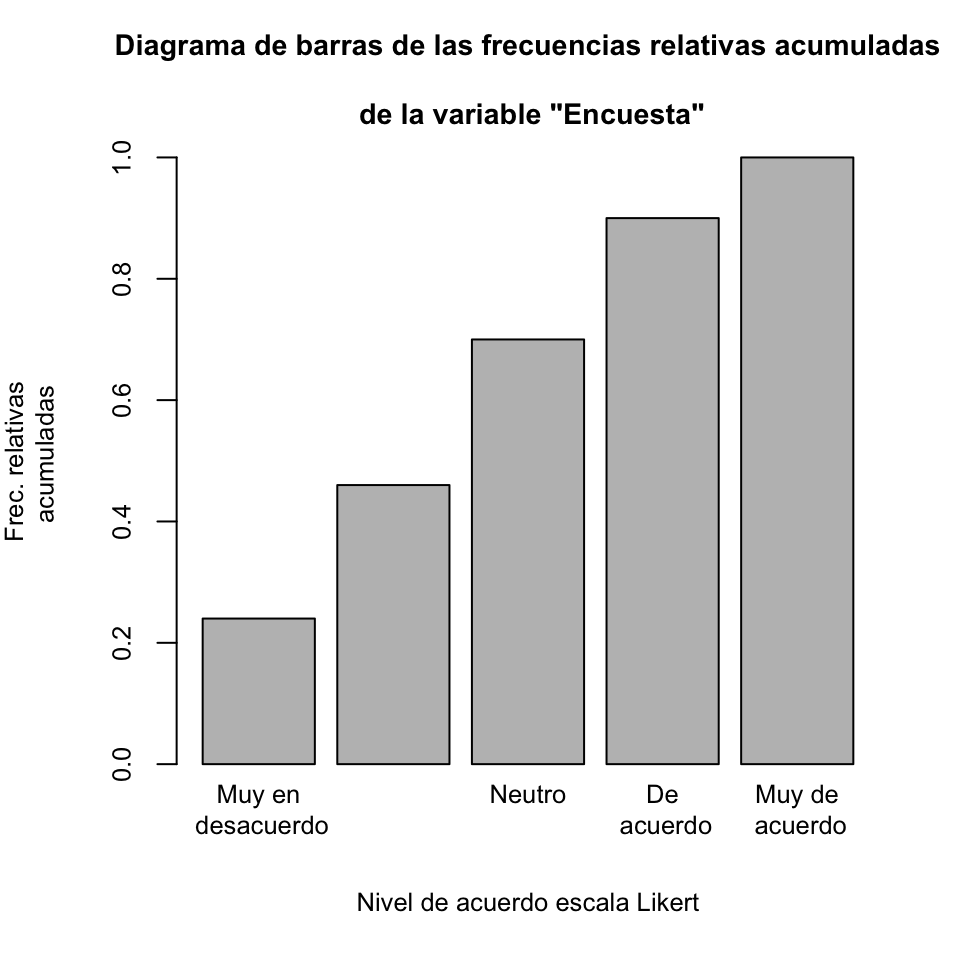 Diagrama de barras de las frecuencias relativas acumuladas
de la variable "Encuesta"
Frec. relativas
acumuladas
1.0
0.8
0.6
0.4
0.2
0.0
Muy en
desacuerdo
Neutro
De
acuerdo
Muy de
acuerdo
Nivel de acuerdo escala Likert